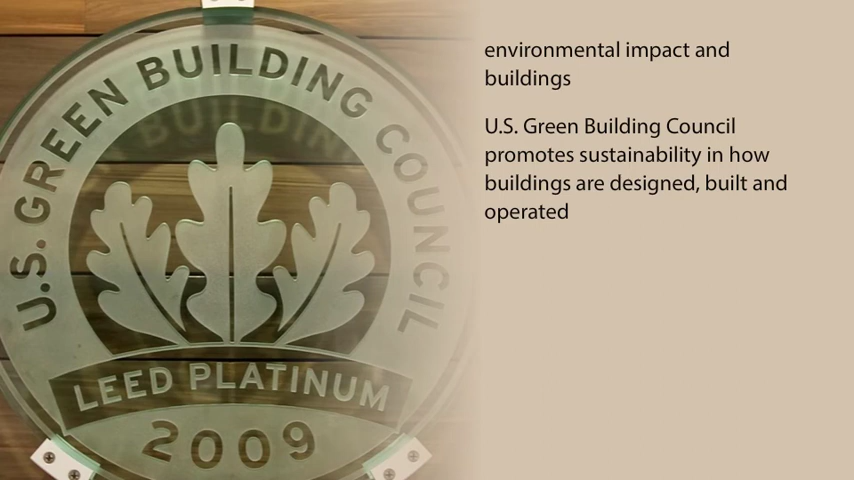 U.S. GREEN BUILDING COUNCIL
BUILDING
LEED PLATINUM
2009
environmental impact and
buildings
U.S. Green Building Council
promotes sustainability in how
buildings are designed, built and
operated